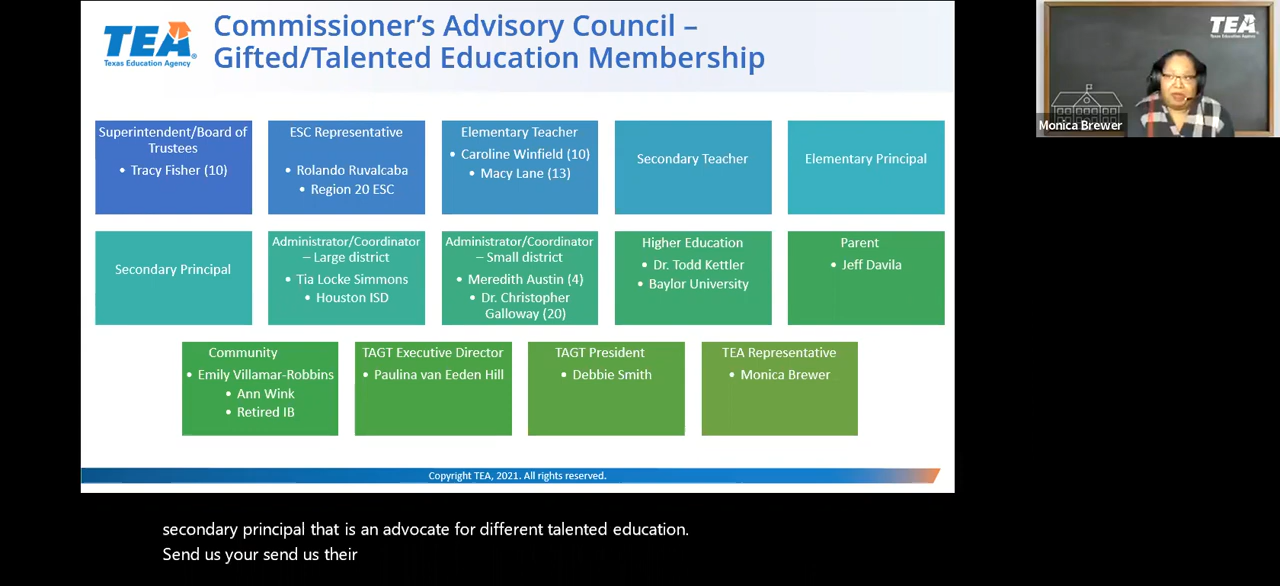 TEA
Texas Education Agency
Commissioner's Advisory Council –
Gifted/Talented Education Membership
TEA
Texas Education Agency
Monica Brewer
Superintendent/Board of
Trustees
• Tracy Fisher (10)
ESC Representative
• Rolando Ruvalcaba
• Region 20 ESC
Elementary Teacher
• Caroline Winfield (10)
• Macy Lane (13)
Secondary Teacher
Elementary Principal
Secondary Principal
Administrator/Coordinator
– Large district
• Tia Locke Simmons
• Houston ISD
Administrator/Coordinator
– Small district
• Meredith Austin (4)
• Dr. Christopher
Galloway (20)
Higher Education
• Dr. Todd Kettler
• Baylor University
Parent
• Jeff Davila
Community
• Emily Villamar-Robbins
• Ann Wink
• Retired IB
TAGT Executive Director
• Paulina van Eeden Hill
TAGT President
• Debbie Smith
TEA Representative
• Monica Brewer
Copyright TEA, 2021. All rights reserved.
secondary principal that is an advocate for different talented education.
Send us your send us their